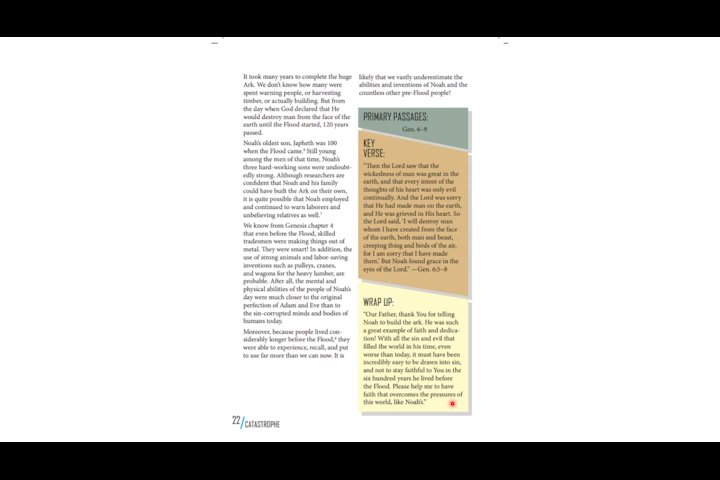 It took many years to complete the huge
Ark. We don't know how many were
spent warning people, or harvesting
timber, or actually building. But from
the day when God declared that He
would destroy man from the face of the
earth until the Flood started, 120 years
passed.
Noah's oldest son, Japheth was 100
when the Flood came.⁶ Still young
among the men of that time, Noah's
three hard-working sons were undoubt-
edly strong. Although researchers are
confident that Noah and his family
could have built the Ark on their own,
it is quite possible that Noah employed
and continued to warn laborers and
unbelieving relatives as well.⁷
We know from Genesis chapter 4
that even before the Flood, skilled
tradesmen were making things out of
metal. They were smart! In addition, the
use of strong animals and labor-saving
inventions such as pulleys, cranes,
and wagons for the heavy lumber, are
probable. After all, the mental and
physical abilities of the people of Noah's
day were much closer to the original
perfection of Adam and Eve than to
the sin-corrupted minds and bodies of
humans today.
Moreover, because people lived con-
siderably longer before the Flood,⁸ they
were able to experience, recall, and put
to use far more than we can now. It is
likely that we vastly underestimate the
abilities and inventions of Noah and the
countless other pre-Flood people!
PRIMARY PASSAGES:
Gen. 6–9
KEY
VERSE:
"Then the Lord saw that the
wickedness of man was great in the
earth, and that every intent of the
thoughts of his heart was only evil
continually. And the Lord was sorry
that He had made man on the earth,
and He was grieved in His heart. So
the Lord said, 'I will destroy man
whom I have created from the face
of the earth, both man and beast,
creeping thing and birds of the air,
for I am sorry that I have made
them.' But Noah found grace in the
eyes of the Lord." —Gen. 6:5–8
WRAP UP:
"Our Father, thank You for telling
Noah to build the ark. He was such
a great example of faith and dedica-
tion! With all the sin and evil that
filled the world in his time, even
worse than today, it must have been
incredibly easy to be drawn into sin,
and not to stay faithful to You in the
six hundred years he lived before
the Flood. Please help me to have
faith that overcomes the pressures of
this world, like Noah's."
22/CATASTROPHE